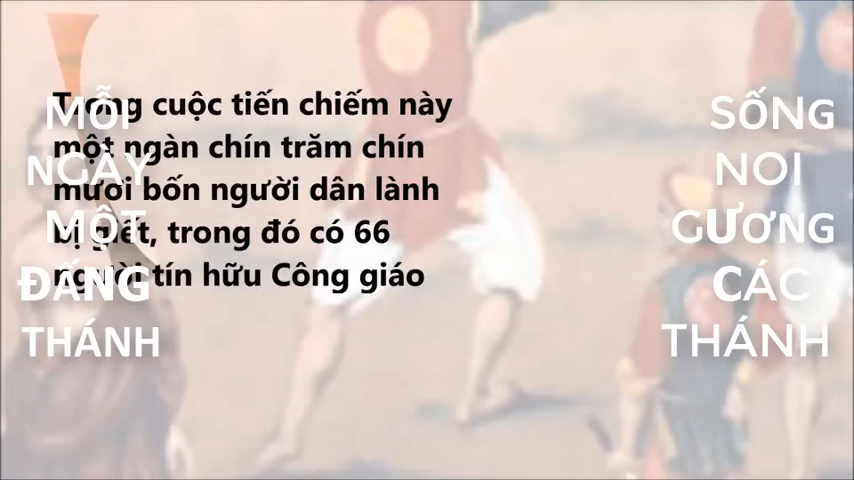 Trong cuộc tiến chiếm này
một ngàn chín trăm chín
mươi bốn người dân lành
bị giết, trong đó có 66
người tín hữu Công giáo
MỖI
NGÀY
MỘT
ĐẤNG
THÁNH
SỐNG
NOI
GƯƠNG
CÁC
THÁNH